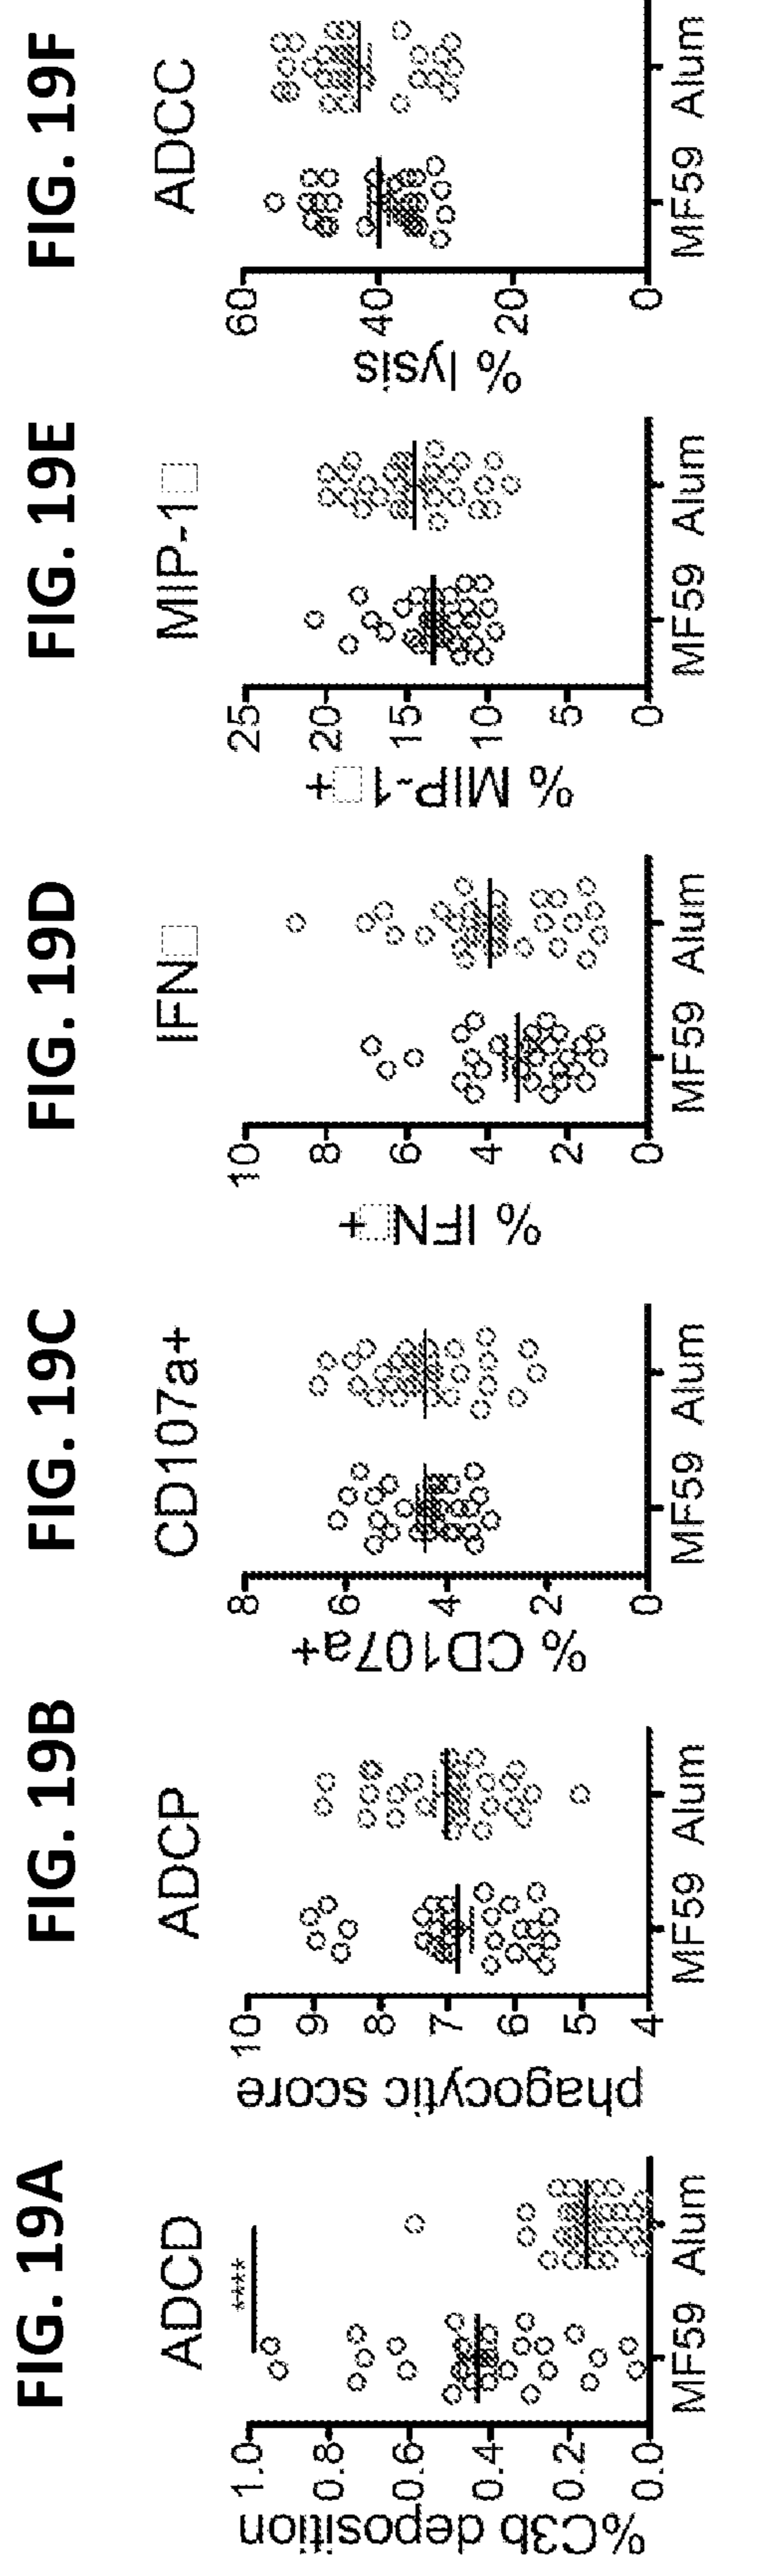 FIG. 19A
ADCD
****
%C3b deposition
1.0
0.8
0.6
0.4
0.2
0.0
MF59 Alum
FIG. 19B
ADCP
phagocytic score
10
9
8
7
6
5
4
MF59 Alum
FIG. 19C
CD107a+
% CD107a+
8
6
4
2
0
MF59 Alum
FIG. 19D
IFN□
% IFN□+
10
8
6
4
2
0
MF59 Alum
FIG. 19E
MIP-1□
% MIP-1□+
25
20
15
10
5
0
MF59 Alum
FIG. 19F
ADCC
% lysis
60
40
20
0
MF59 Alum